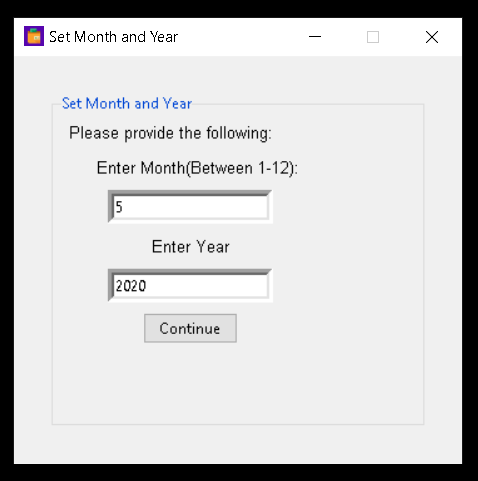 Set Month and Year
Set Month and Year
Please provide the following:
Enter Month(Between 1-12):
5
Enter Year
2020
Continue